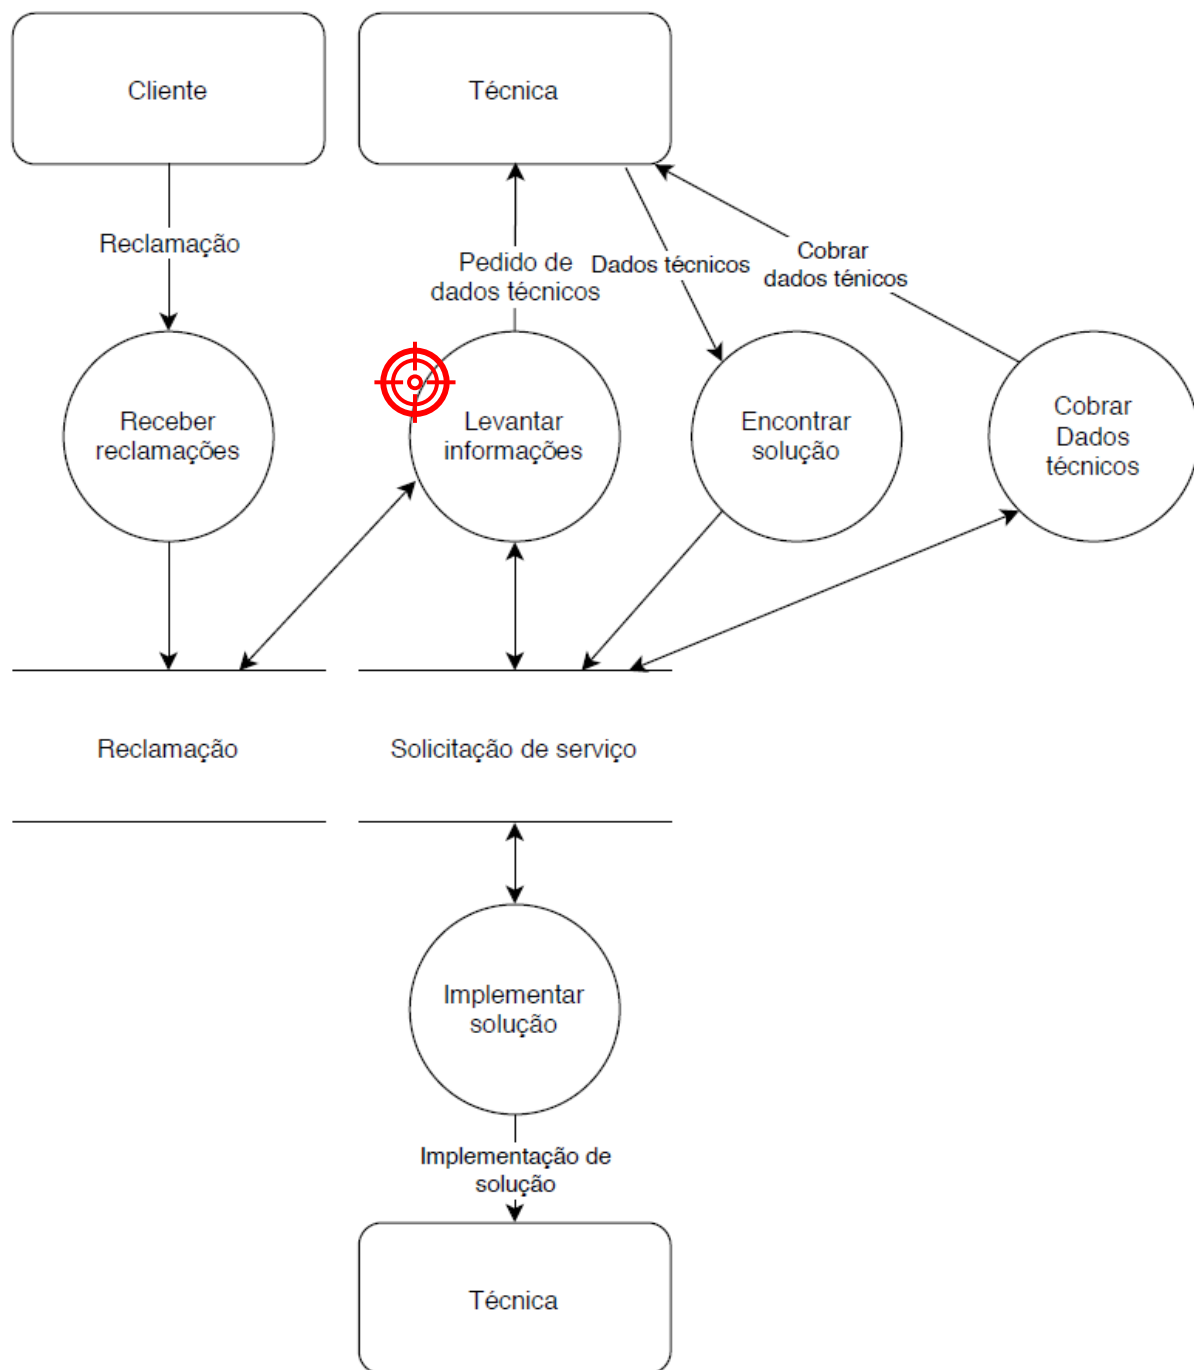 Cliente
Técnica
Reclamação
Pedido de
dados técnicos
Dados técnicos
Cobrar
dados ténicos
Receber
reclamações
Levantar
informações
Encontrar
solução
Cobrar
Dados
técnicos
Reclamação
Solicitação de serviço
Implementar
solução
Implementação de
solução
Técnica